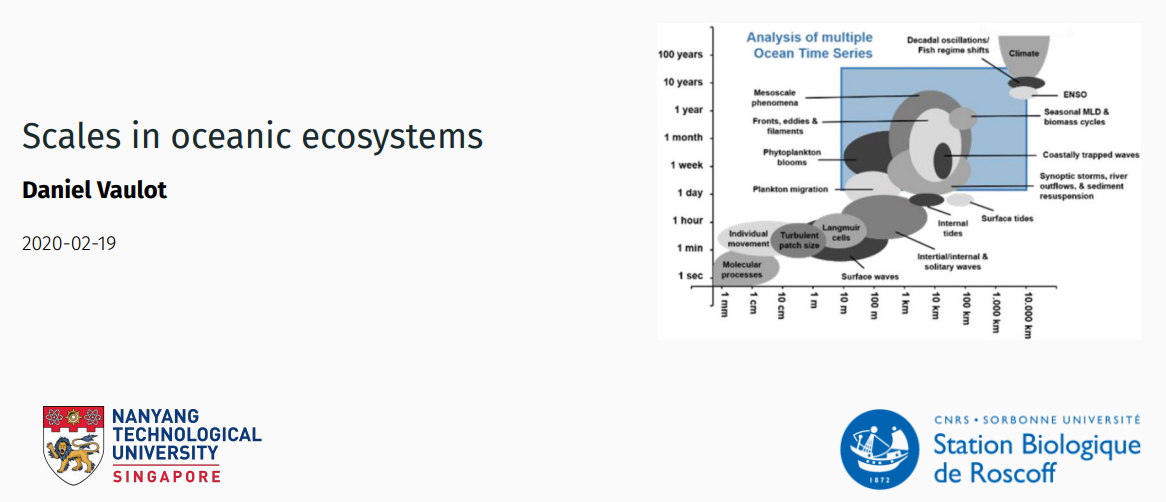 Scales in oceanic ecosystems
Daniel Vaulot
2020-02-19
Analysis of multiple
Ocean Time Series
100 years
10 years
1 year
1 month
1 week
1 day
1 hour
1 min
1 sec
Decadal oscillations/
Fish regime shifts
Climate
ENSO
Mesoscale
phenomena
Seasonal MLD &
biomass cycles
Fronts, eddies &
filaments
Phytoplankton
blooms
Coastally trapped waves
Plankton migration
Synoptic storms, river
outflows, & sediment
resuspension
Internal
tides
Surface tides
Individual
movement
Turbulent
patch size
Langmuir
cells
Intertial/internal &
solitary waves
Molecular
processes
Surface waves
1 mm
1 cm
10 cm
1 m
10 m
100 m
1 km
10 km
100 km
1.000 km
10.000 km
NANYANG
TECHNOLOGICAL
UNIVERSITY
SINGAPORE
CNRS • SORBONNE UNIVERSITÉ
Station Biologique
de Roscoff
1872